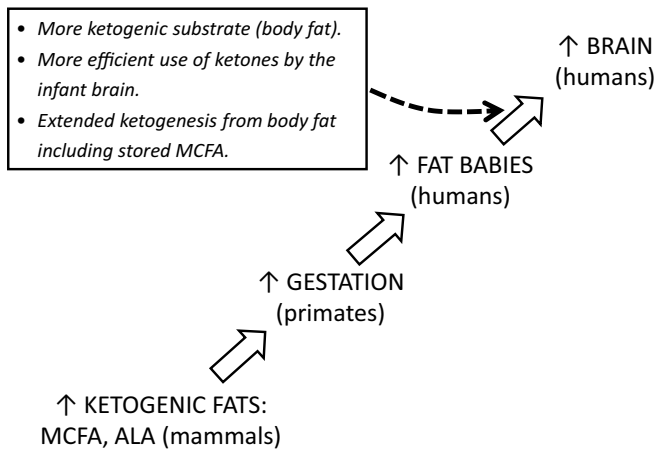 • More ketogenic substrate (body fat).
• More efficient use of ketones by the
infant brain.
• Extended ketogenesis from body fat
including stored MCFA.
↑ BRAIN
(humans)
↑ FAT BABIES
(humans)
↑ GESTATION
(primates)
↑ KETOGENIC FATS:
MCFA, ALA (mammals)